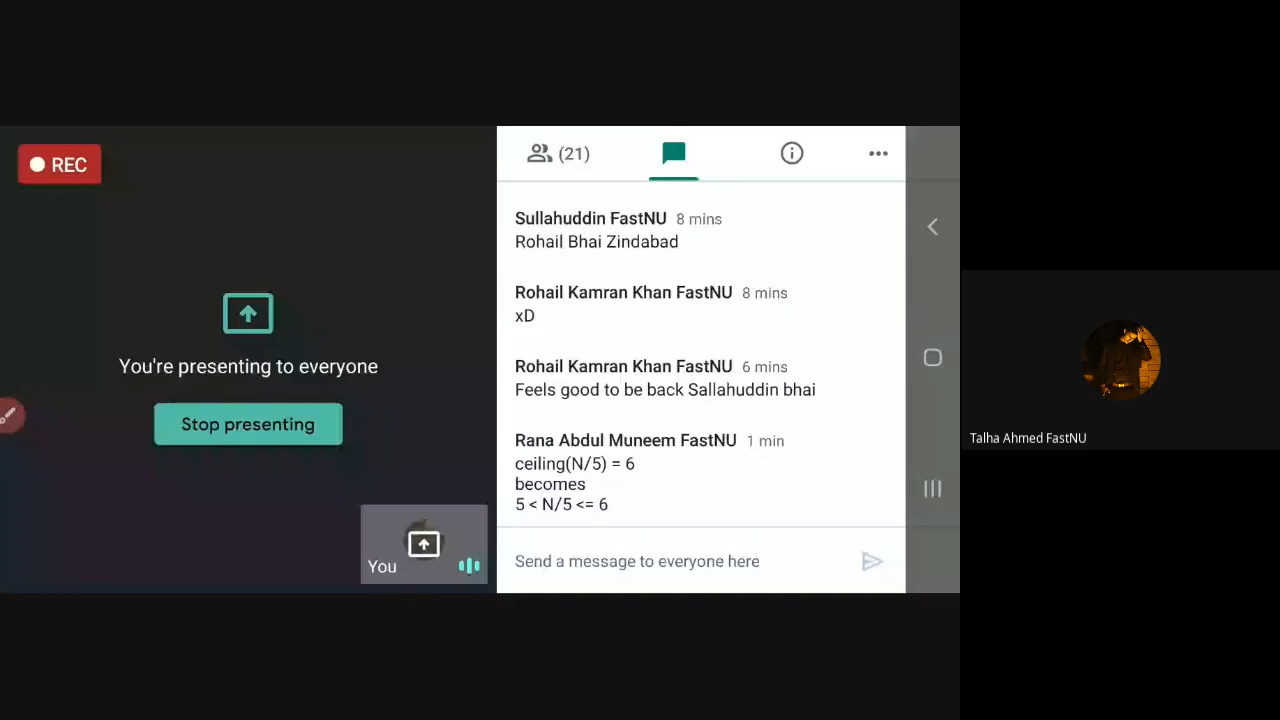 REC
You're presenting to everyone
Stop presenting
You
(21)
Sullahuddin FastNU 8 mins
Rohail Bhai Zindabad
Rohail Kamran Khan FastNU 8 mins
xD
Rohail Kamran Khan FastNU 6 mins
Feels good to be back Sallahuddin bhai
Rana Abdul Muneem FastNU 1 min
ceiling(N/5) = 6
becomes
5 < N/5 <= 6
Send a message to everyone here
Talha Ahmed FastNU